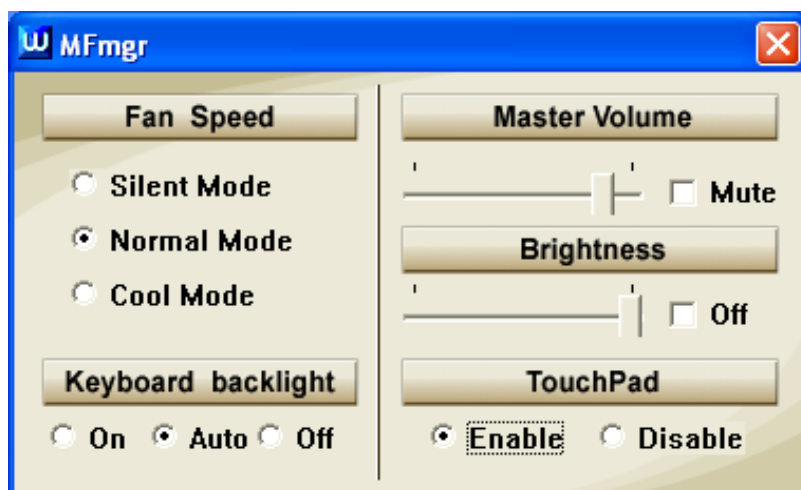 MFmgr
Fan Speed
Silent Mode
Normal Mode
Cool Mode
Keyboard backlight
On Auto Off
Master Volume
Mute
Brightness
Off
TouchPad
Enable Disable